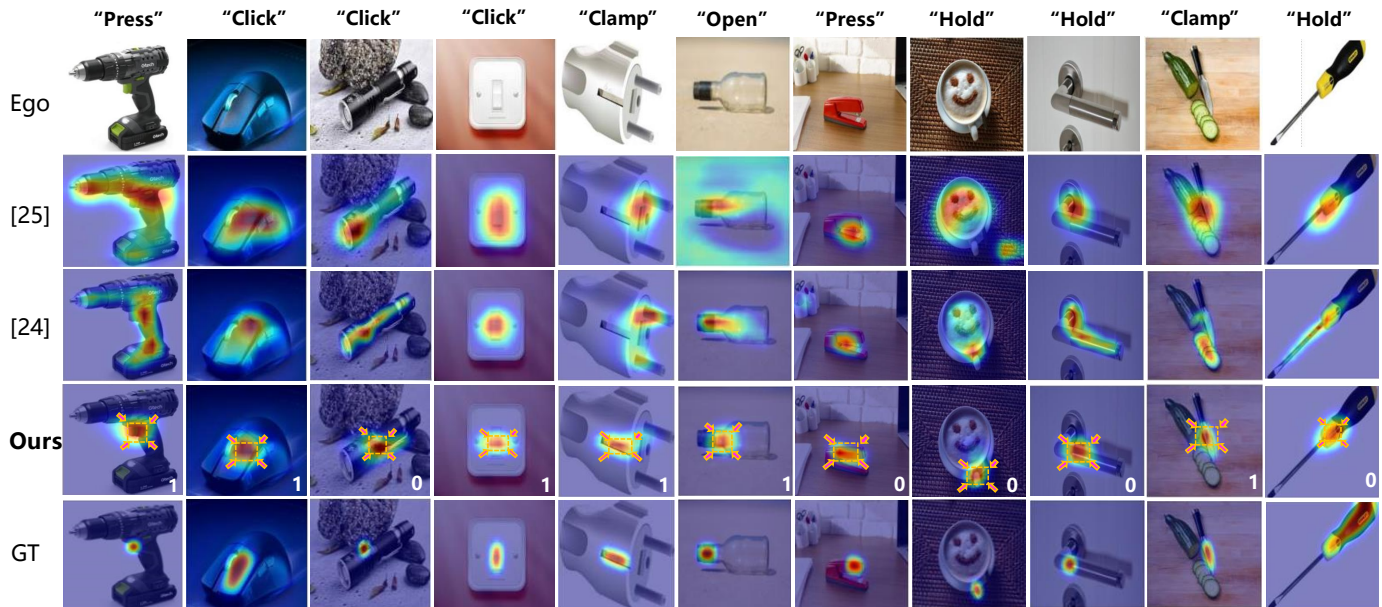 “Press” “Click” “Click” “Click” “Clamp” “Open” “Press” “Hold” “Hold” “Clamp” “Hold”
Ego
[25]
[24]
Ours
1 1 0 1 1 1 0 0 0 1 0
GT